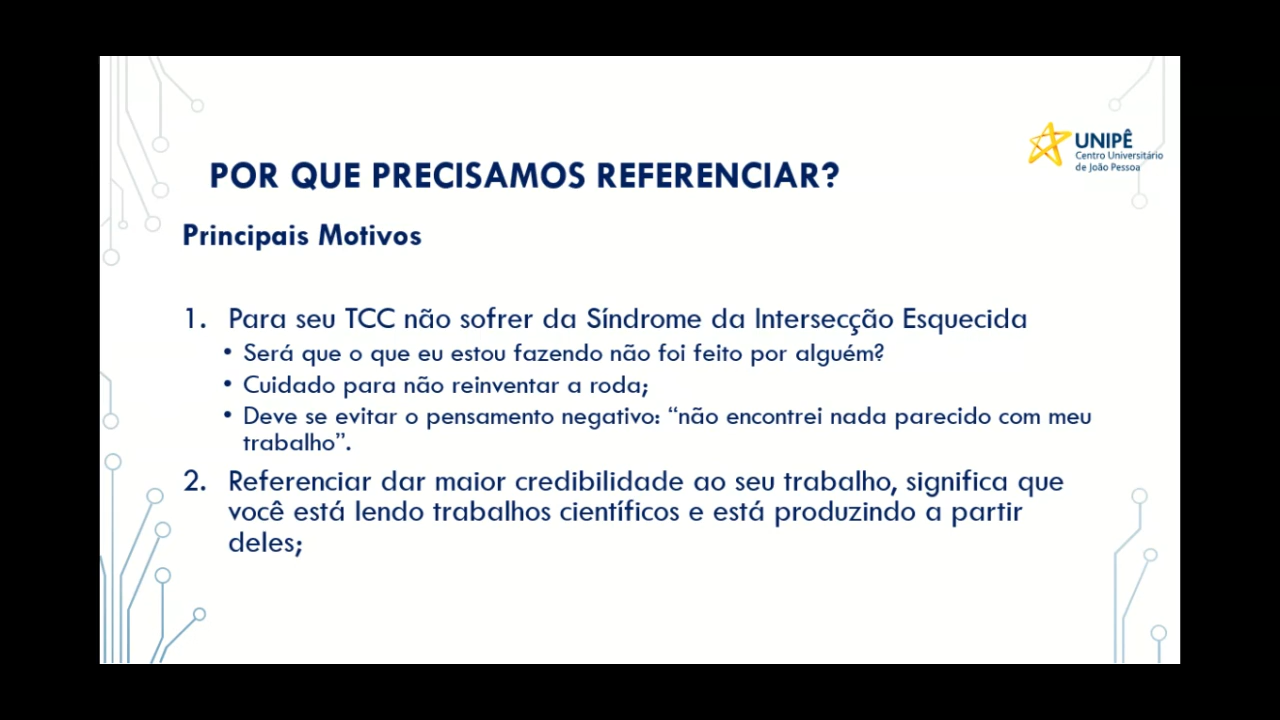 UNIPÊ
Centro Universitário
de João Pessoa
POR QUE PRECISAMOS REFERENCIAR?
Principais Motivos
1. Para seu TCC não sofrer da Síndrome da Intersecção Esquecida
• Será que o que eu estou fazendo não foi feito por alguém?
• Cuidado para não reinventar a roda;
• Deve se evitar o pensamento negativo: “não encontrei nada parecido com meu
trabalho”.
2. Referenciar dar maior credibilidade ao seu trabalho, significa que
você está lendo trabalhos científicos e está produzindo a partir
deles;